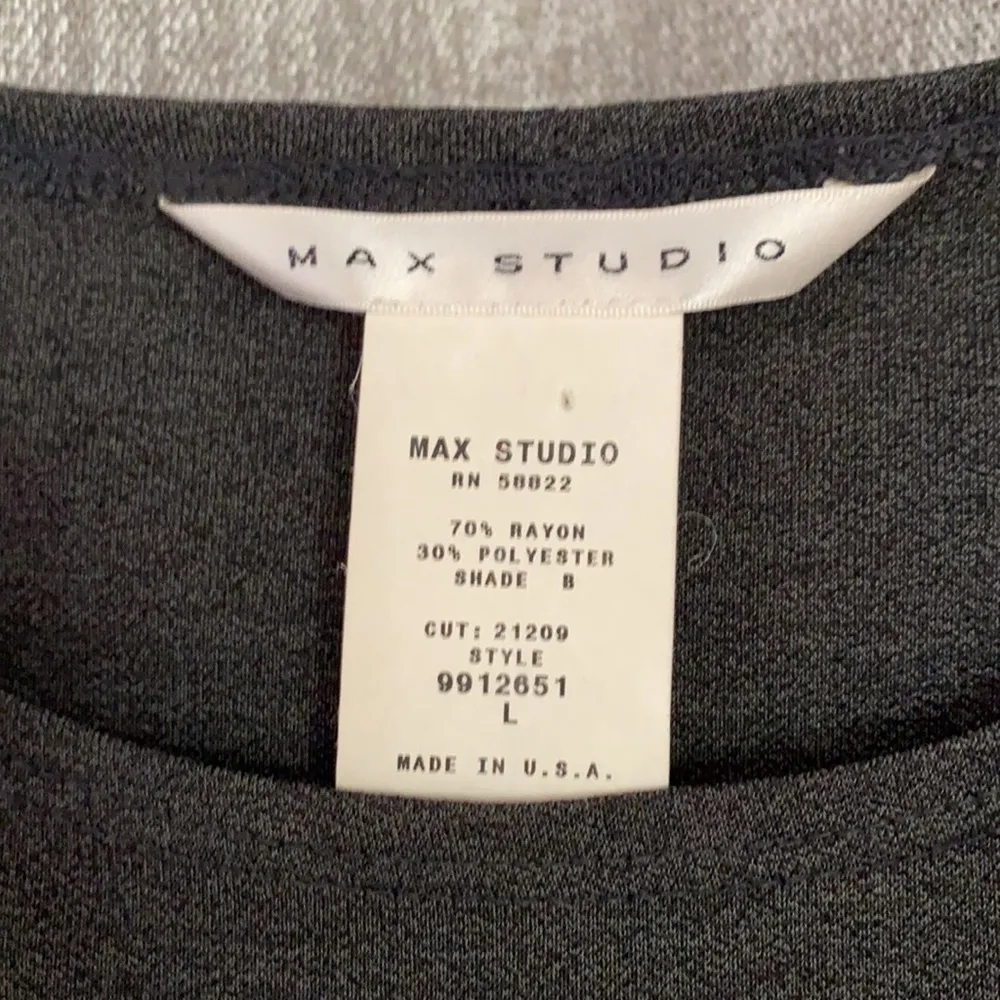 MAX STUDIO
MAX STUDIO
RN 58822
70% RAYON
30% POLYESTER
SHADE B
CUT: 21209
STYLE
9912651
L
MADE IN U.S.A.